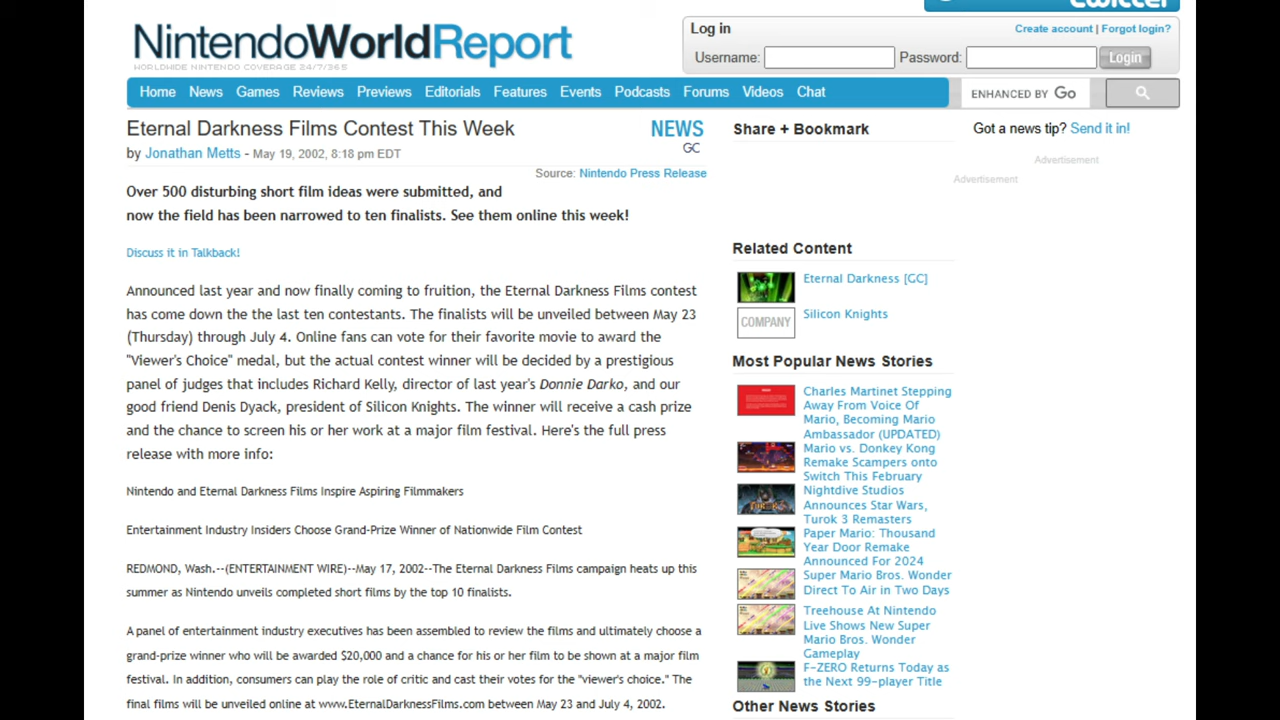 twitter
NintendoWorldReport
WORLDWIDE NINTENDO COVERAGE 24/7/365
Log in
Create account | Forgot login?
Username:
Password:
Login
Home News Games Reviews Previews Editorials Features Events Podcasts Forums Videos Chat
ENHANCED BY Go
Eternal Darkness Films Contest This Week
NEWS
GC
by Jonathan Metts - May 19, 2002, 8:18 pm EDT
Source: Nintendo Press Release
Over 500 disturbing short film ideas were submitted, and
now the field has been narrowed to ten finalists. See them online this week!
Discuss it in Talkback!
Announced last year and now finally coming to fruition, the Eternal Darkness Films contest
has come down the the last ten contestants. The finalists will be unveiled between May 23
(Thursday) through July 4. Online fans can vote for their favorite movie to award the
"Viewer's Choice" medal, but the actual contest winner will be decided by a prestigious
panel of judges that includes Richard Kelly, director of last year's Donnie Darko, and our
good friend Denis Dyack, president of Silicon Knights. The winner will receive a cash prize
and the chance to screen his or her work at a major film festival. Here's the full press
release with more info:
Nintendo and Eternal Darkness Films Inspire Aspiring Filmmakers
Entertainment Industry Insiders Choose Grand-Prize Winner of Nationwide Film Contest
REDMOND, Wash.--(ENTERTAINMENT WIRE)--May 17, 2002--The Eternal Darkness Films campaign heats up this
summer as Nintendo unveils completed short films by the top 10 finalists.
A panel of entertainment industry executives has been assembled to review the films and ultimately choose a
grand-prize winner who will be awarded $20,000 and a chance for his or her film to be shown at a major film
festival. In addition, consumers can play the role of critic and cast their votes for the "viewer's choice." The
final films will be unveiled online at www.EternalDarknessFilms.com between May 23 and July 4, 2002.
Share + Bookmark
Related Content
Eternal Darkness [GC]
COMPANY
Silicon Knights
Most Popular News Stories
Charles Martinet Stepping
Away From Voice Of
Mario, Becoming Mario
Ambassador (UPDATED)
Mario vs. Donkey Kong
Remake Scampers onto
Switch This February
Nightdive Studios
Announces Star Wars,
Turok 3 Remasters
Paper Mario: Thousand
Year Door Remake
Announced For 2024
Super Mario Bros. Wonder
Direct To Air in Two Days
Treehouse At Nintendo
Live Shows New Super
Mario Bros. Wonder
Gameplay
F-ZERO Returns Today as
the Next 99-player Title
Other News Stories
Got a news tip? Send it in!
Advertisement
Advertisement